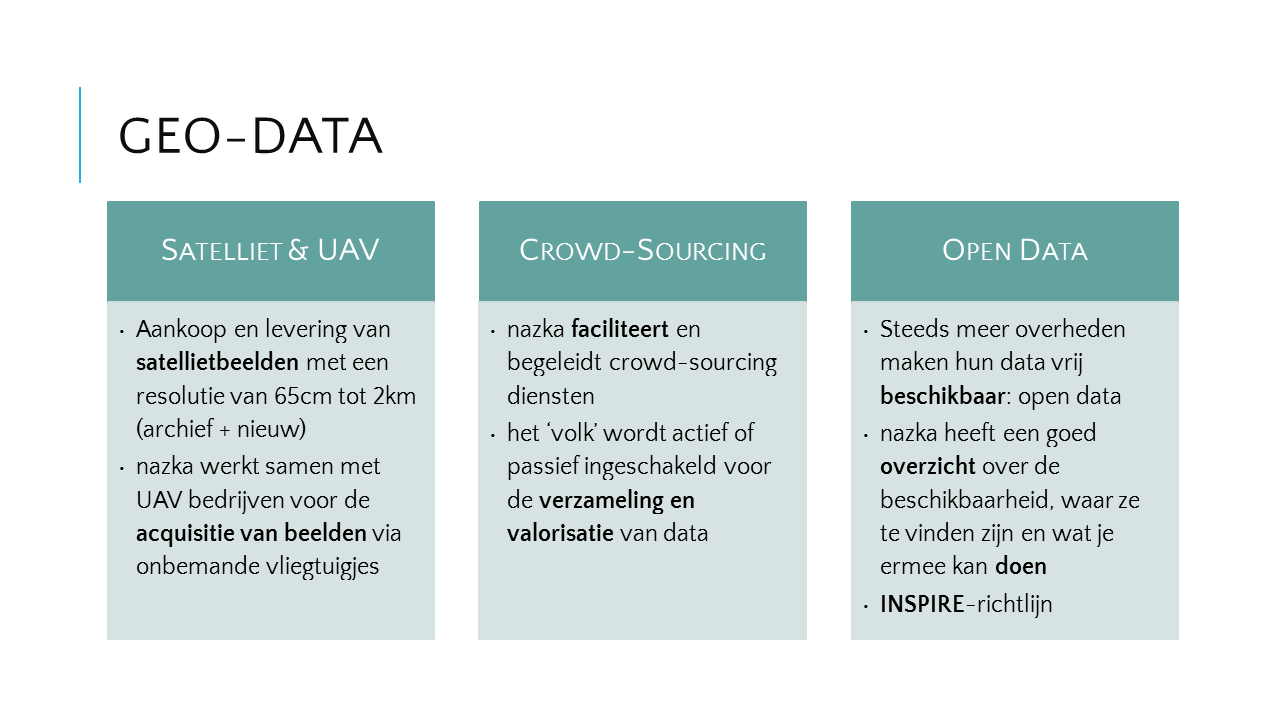 GEO-DATA
SATELLIET & UAV
• Aankoop en levering van
satellietbeelden met een
resolutie van 65cm tot 2km
(archief + nieuw)
• nazka werkt samen met
UAV bedrijven voor de
acquisitie van beelden via
onbemande vliegtuigjes
CROWD-SOURCING
• nazka faciliteert en
begeleidt crowd-sourcing
diensten
• het ‘volk’ wordt actief of
passief ingeschakeld voor
de verzameling en
valorisatie van data
OPEN DATA
• Steeds meer overheden
maken hun data vrij
beschikbaar: open data
• nazka heeft een goed
overzicht over de
beschikbaarheid, waar ze
te vinden zijn en wat je
ermee kan doen
• INSPIRE-richtlijn